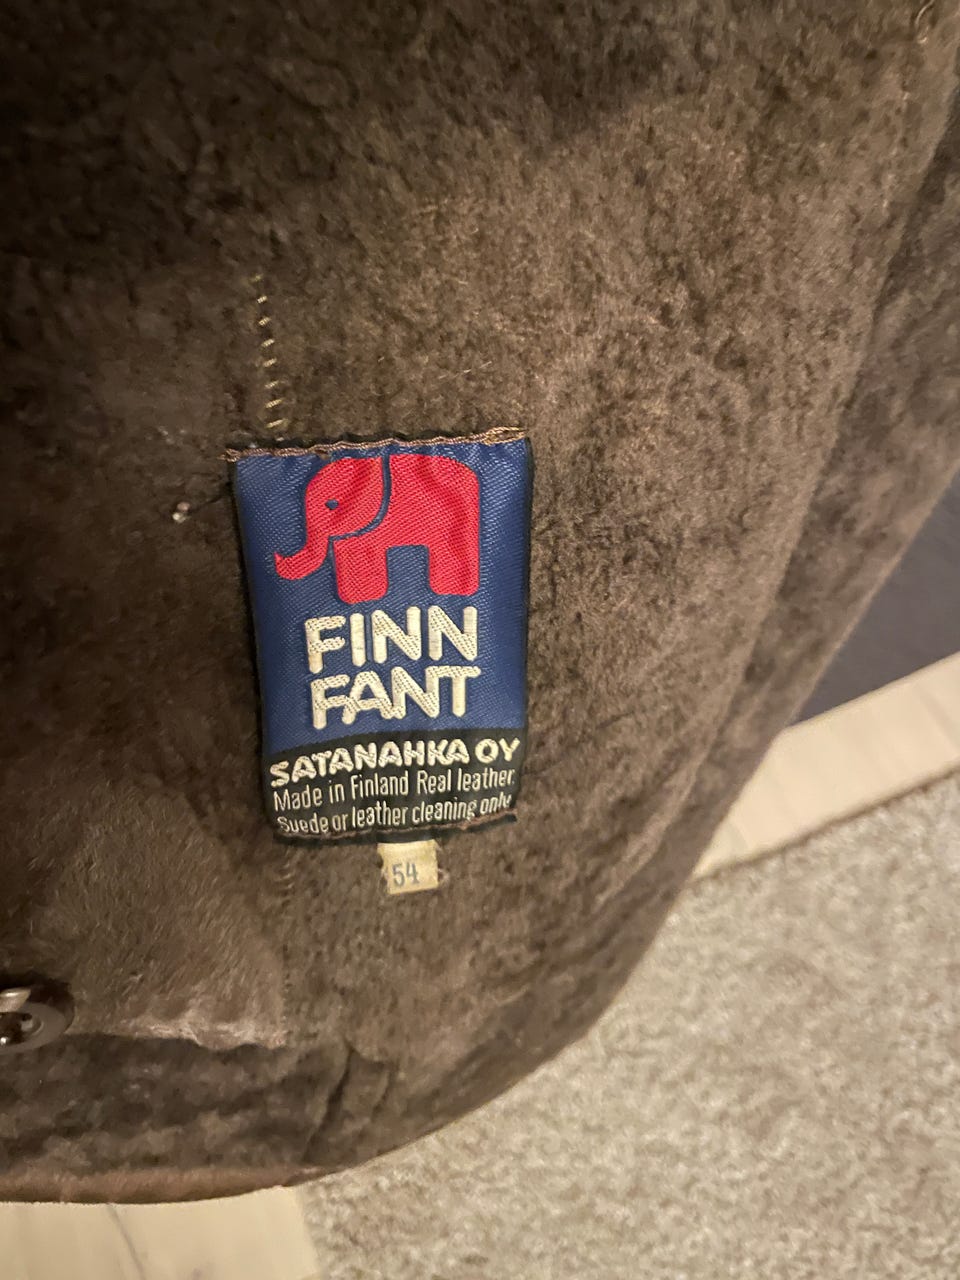 FINN
FANT
SATANAHKA OY
Made in Finland Real leather
Suede or leather cleaning only
54